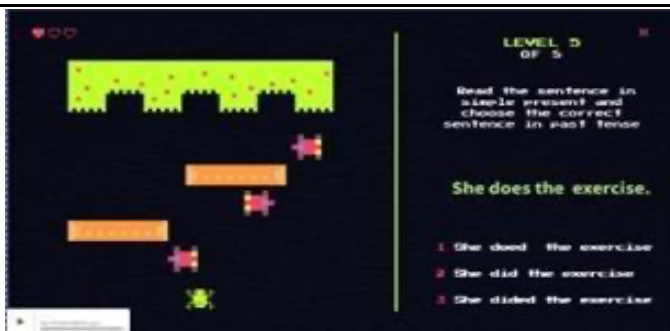 LEVEL 5
OF 5
Read the sentence in
simple present and
choose the correct
sentence in past tense
She does the exercise.
1 She doed the exercise
2 She did the exercise
3 She dided the exercise